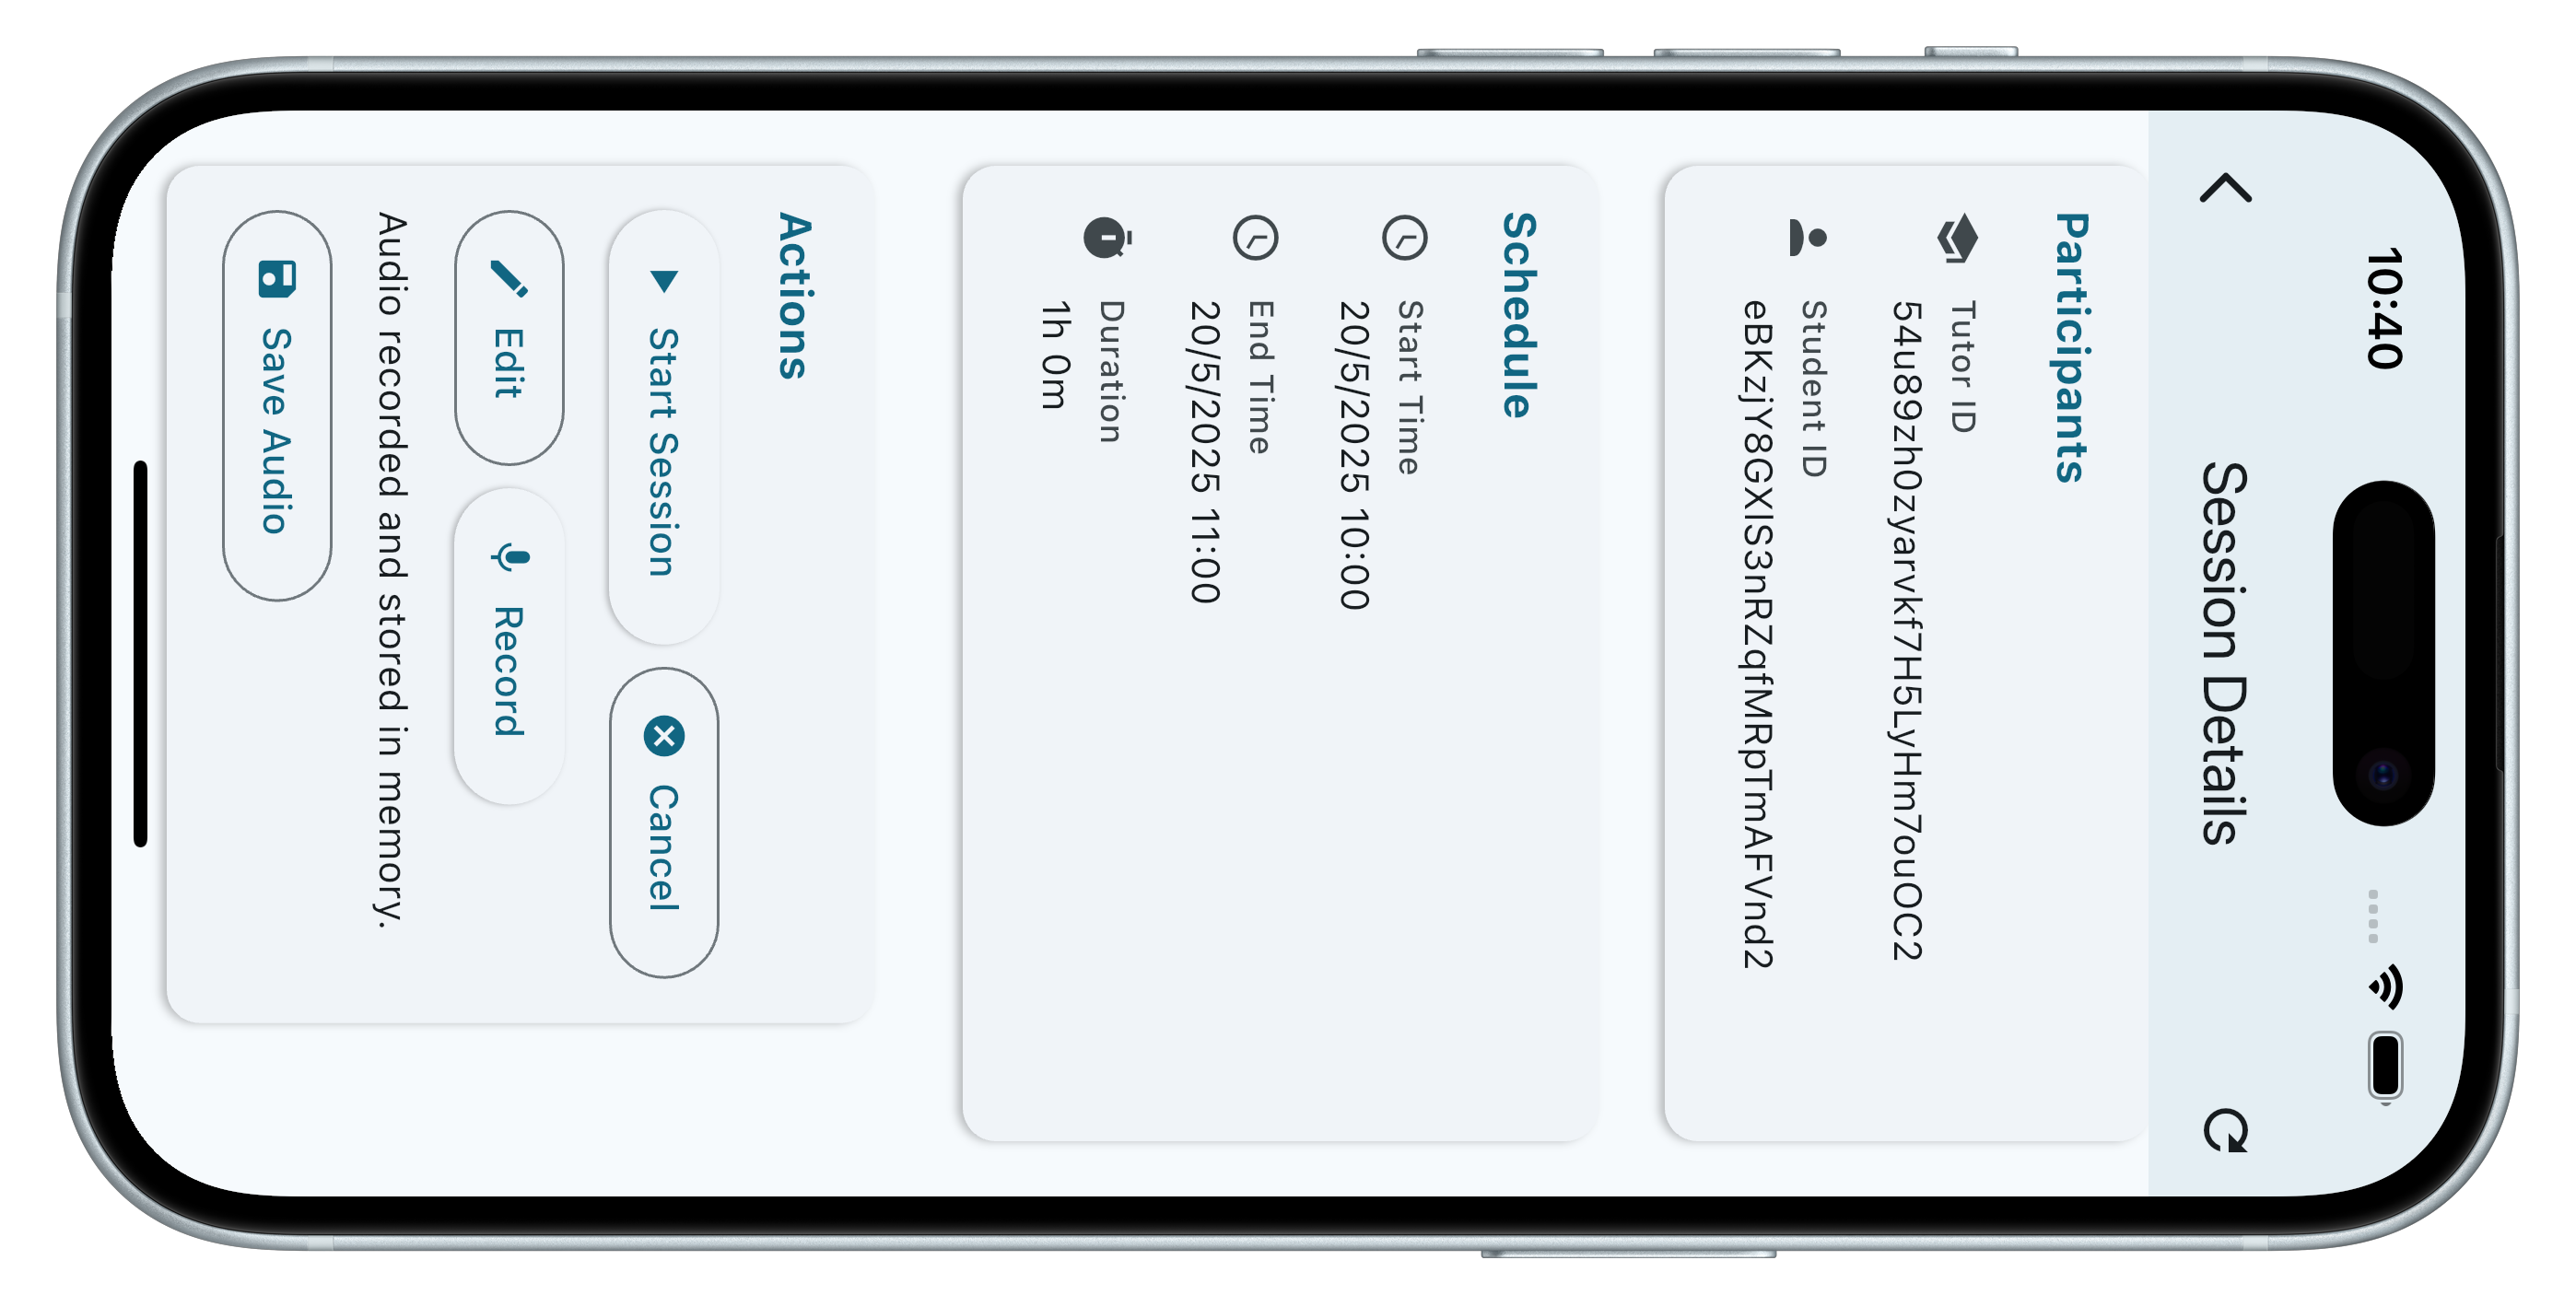 10:40
Session Details
Participants
Tutor ID
54u89zh0zyarvkf7H5LyHm7ouOC2
Student ID
eBKzjY8GXlS3nRZqfMRpTmAFVnd2
Schedule
Start Time
20/5/2025 10:00
End Time
20/5/2025 11:00
Duration
1h 0m
Actions
Start Session
Cancel
Edit
Record
Audio recorded and stored in memory.
Save Audio